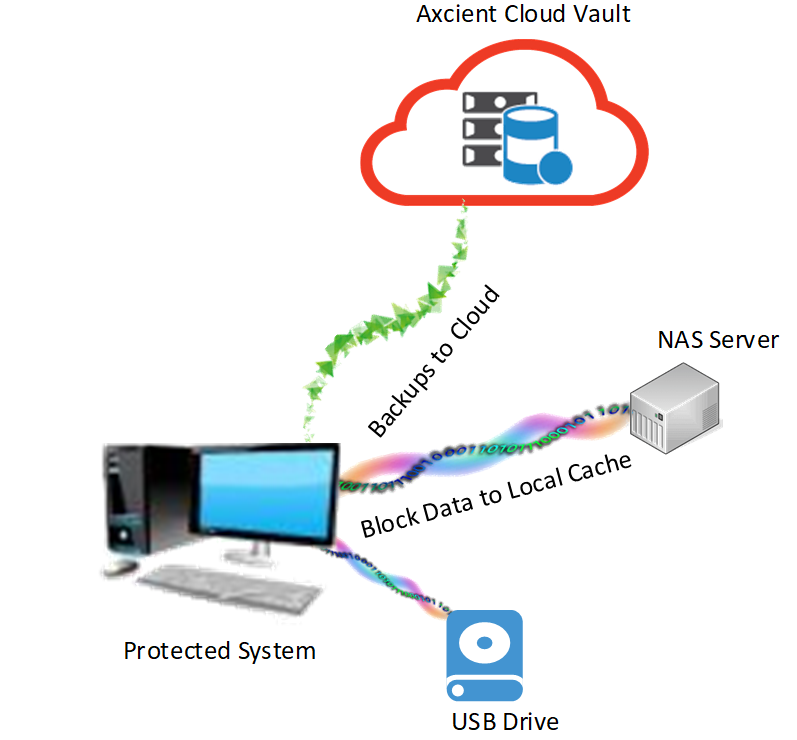 Axcient Cloud Vault
Backups to Cloud
NAS Server
Block Data to Local Cache
Protected System
USB Drive